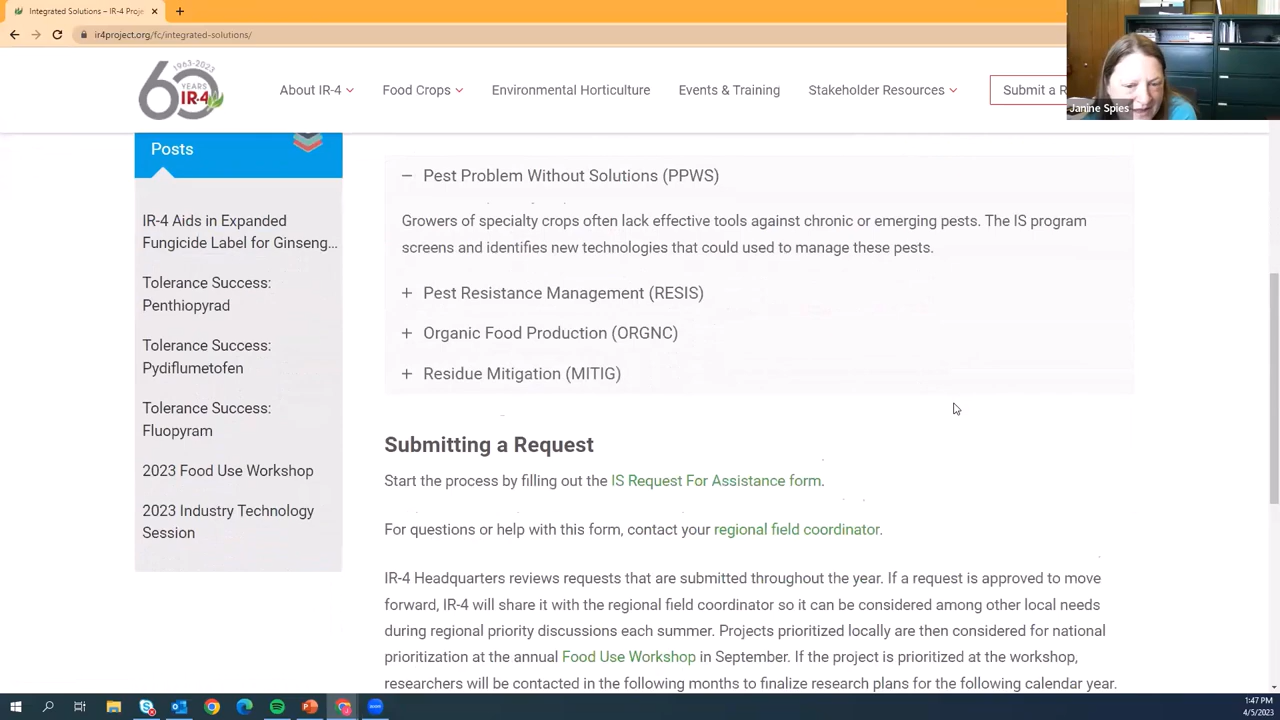 Integrated Solutions – IR-4 Proje
ir4project.org/fc/integrated-solutions/
1963-2023
60
YEARS
IR-4
About IR-4
Food Crops
Environmental Horticulture
Events & Training
Stakeholder Resources
Submit a R
Janine Spies
Posts
IR-4 Aids in Expanded
Fungicide Label for Ginseng...
Tolerance Success:
Penthiopyrad
Tolerance Success:
Pydiflumetofen
Tolerance Success:
Fluopyram
2023 Food Use Workshop
2023 Industry Technology
Session
Pest Problem Without Solutions (PPWS)
Growers of specialty crops often lack effective tools against chronic or emerging pests. The IS program
screens and identifies new technologies that could used to manage these pests.
Pest Resistance Management (RESIS)
Organic Food Production (ORGNC)
Residue Mitigation (MITIG)
Submitting a Request
Start the process by filling out the IS Request For Assistance form.
For questions or help with this form, contact your regional field coordinator.
IR-4 Headquarters reviews requests that are submitted throughout the year. If a request is approved to move
forward, IR-4 will share it with the regional field coordinator so it can be considered among other local needs
during regional priority discussions each summer. Projects prioritized locally are then considered for national
prioritization at the annual Food Use Workshop in September. If the project is prioritized at the workshop,
researchers will be contacted in the following months to finalize research plans for the following calendar year.
1:47 PM
4/5/2023